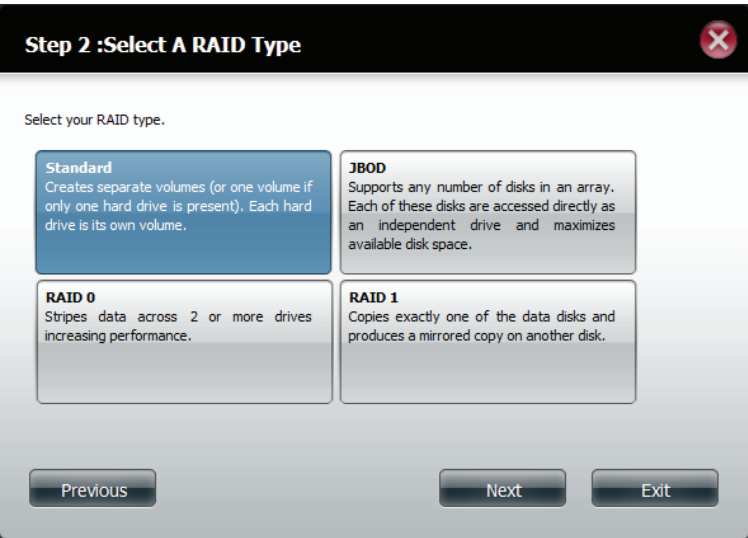 Step 2 :Select A RAID Type
Select your RAID type.
Standard
Creates separate volumes (or one volume if
only one hard drive is present). Each hard
drive is its own volume.
JBOD
Supports any number of disks in an array.
Each of these disks are accessed directly as
an independent drive and maximizes
available disk space.
RAID 0
Stripes data across 2 or more drives
increasing performance.
RAID 1
Copies exactly one of the data disks and
produces a mirrored copy on another disk.
Previous
Next
Exit